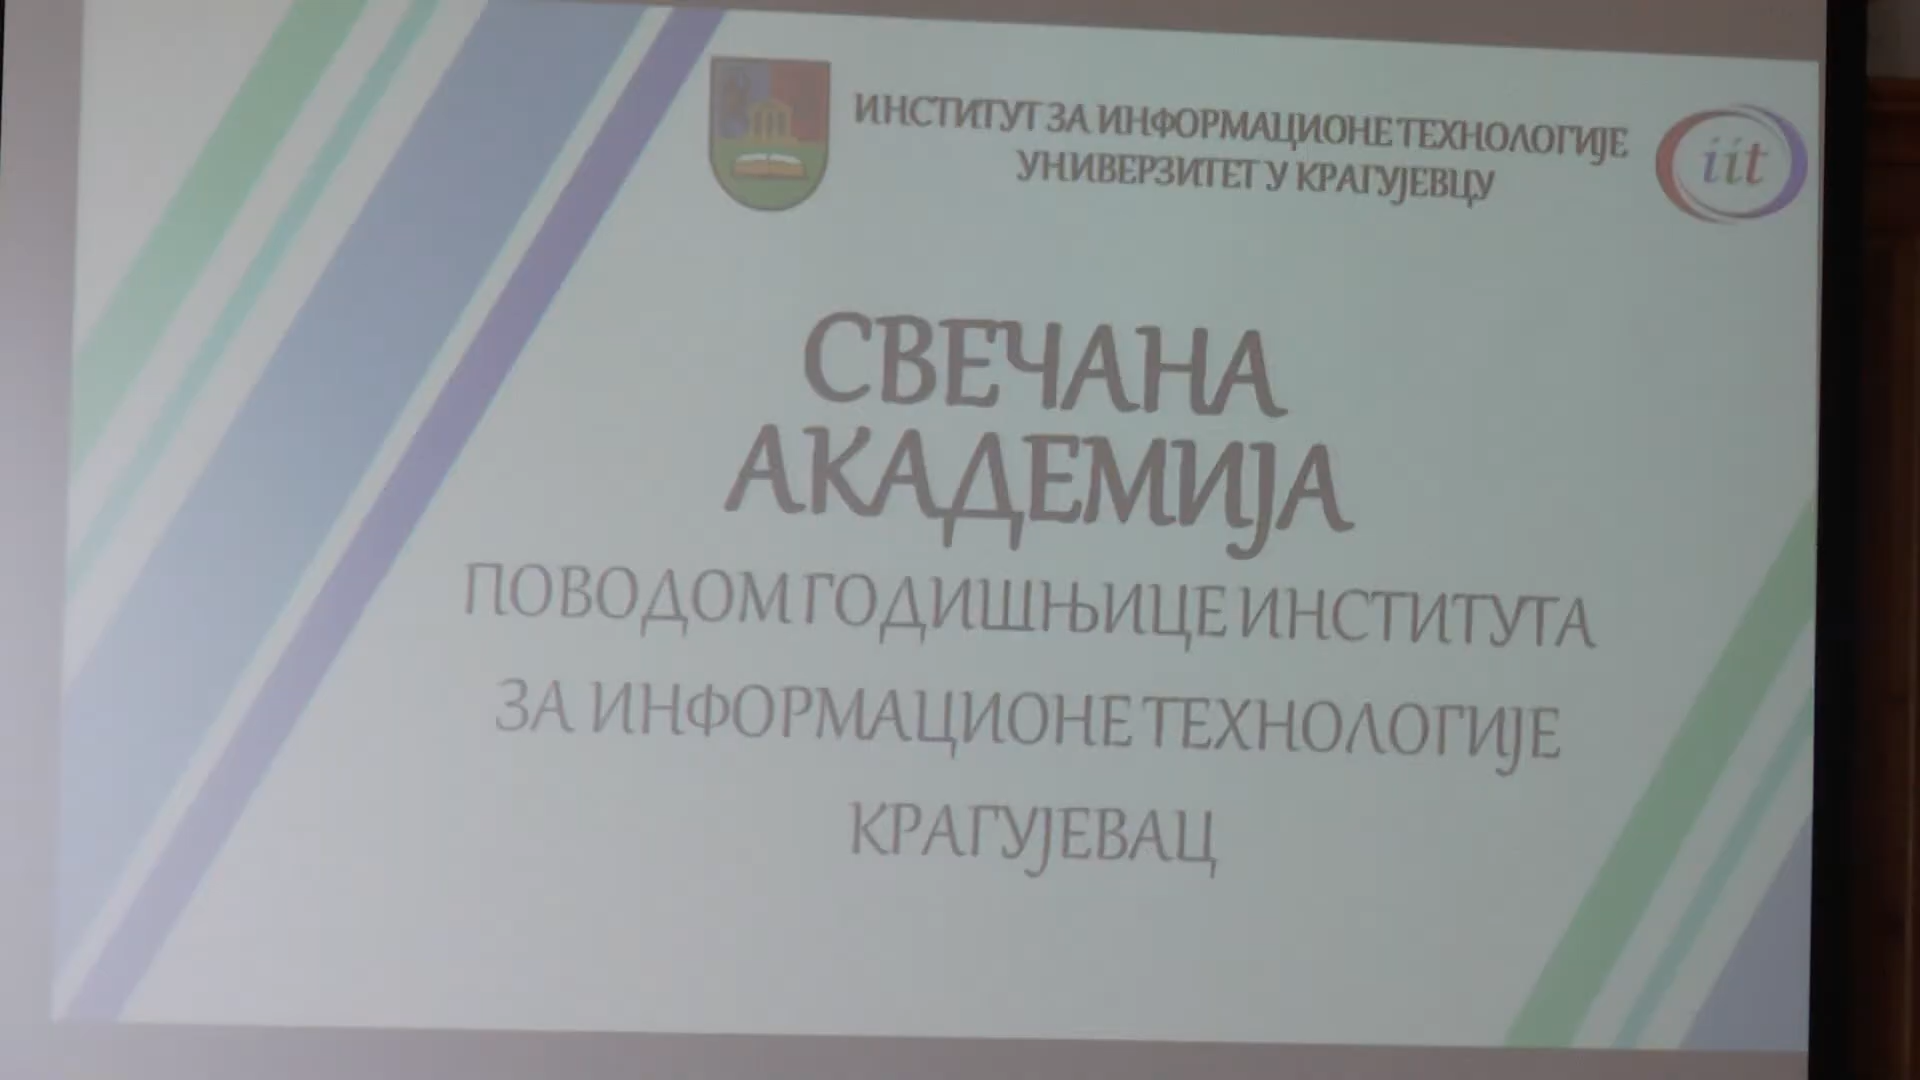 ИНСТИТУТ ЗА ИНФОРМАЦИОНЕ ТЕХНОЛОГИЈЕ
УНИВЕРЗИТЕТ У КРАГУЈЕВЦУ
iit
СВЕЧАНА
АКАДЕМИЈА
ПОВОДОМ ГОДИШЊИЦЕ ИНСТИТУТА
ЗА ИНФОРМАЦИОНЕ ТЕХНОЛОГИЈЕ
КРАГУЈЕВАЦ